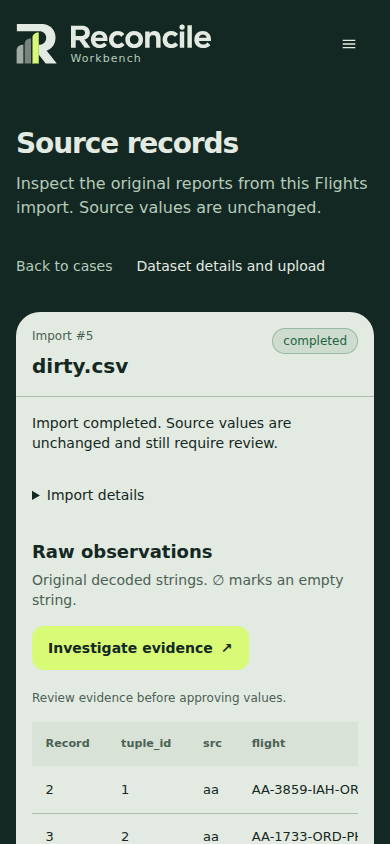 Reconcile
Workbench
Source records
Inspect the original reports from this Flights
import. Source values are unchanged.
Back to cases Dataset details and upload
Import #5
completed
dirty.csv
Import completed. Source values are
unchanged and still require review.
Import details
Raw observations
Original decoded strings. ∅ marks an empty
string.
Investigate evidence ↗
Review evidence before approving values.
Record tuple_id src flight
2 1 aa AA-3859-IAH-OR
3 2 aa AA-1733-ORD-PH